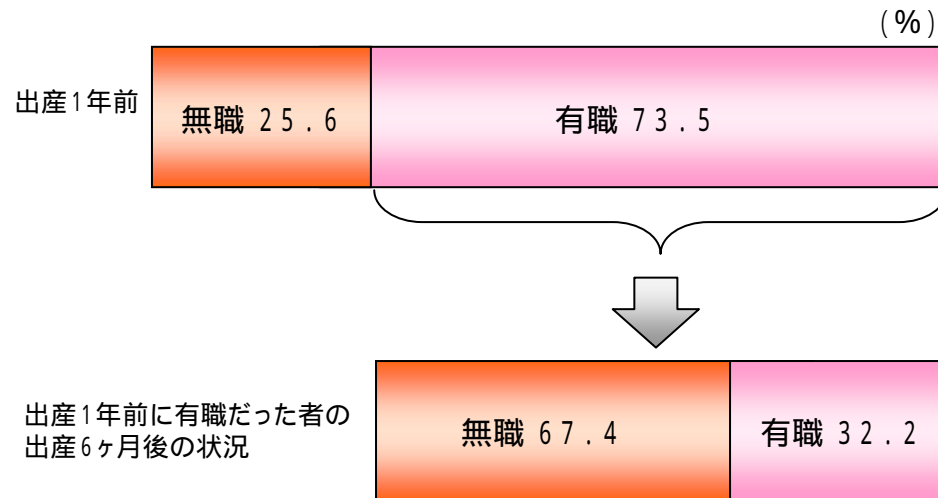 (％)
出産1年前
無職 25.6
有職 73.5
出産1年前に有職だった者の
出産6ヶ月後の状況
無職 67.4
有職 32.2